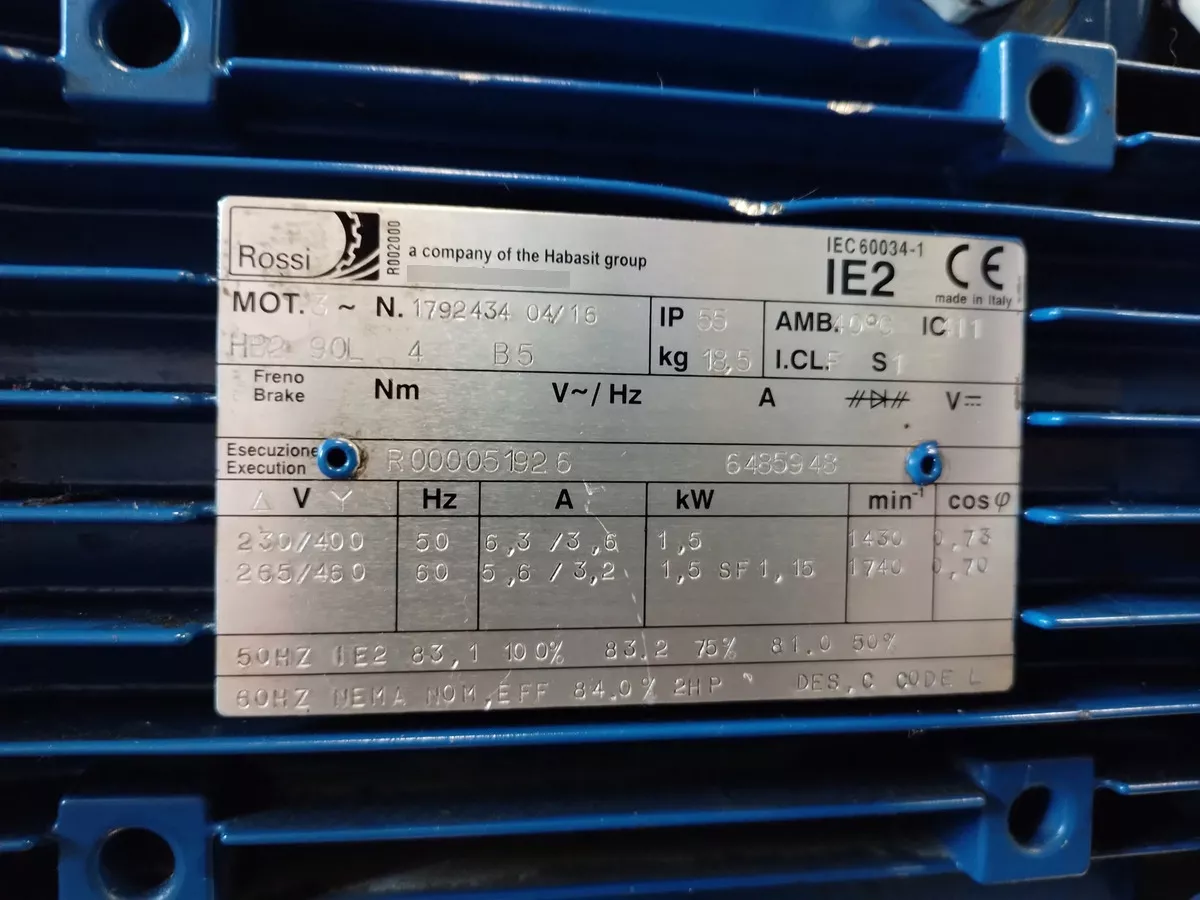 Rossi
R002000
a company of the Habasit group
IEC 60034-1
IE2
CE
made in Italy
MOT. 3 ~ N. 1792434 04/16
IP 55
AMB. 40°C IC 411
HB2 90L 4 B5
kg 18,5
I.CL. F S1
Freno
Brake
Nm V~/Hz A V
Esecuzione
Execution
R00005192 6 6485948
Δ V Y Hz A kW min⁻¹ cos φ
230/400 50 6,3 /3,6 1,5 1430 0,73
265/460 60 5,6 / 3,2 1,5 SF1,15 1740 0,70
50HZ IE2 83,1 100% 83.2 75% 81.0 50%
60HZ NEMA NOM,EFF 84.0% 2HP DES,C CODE L